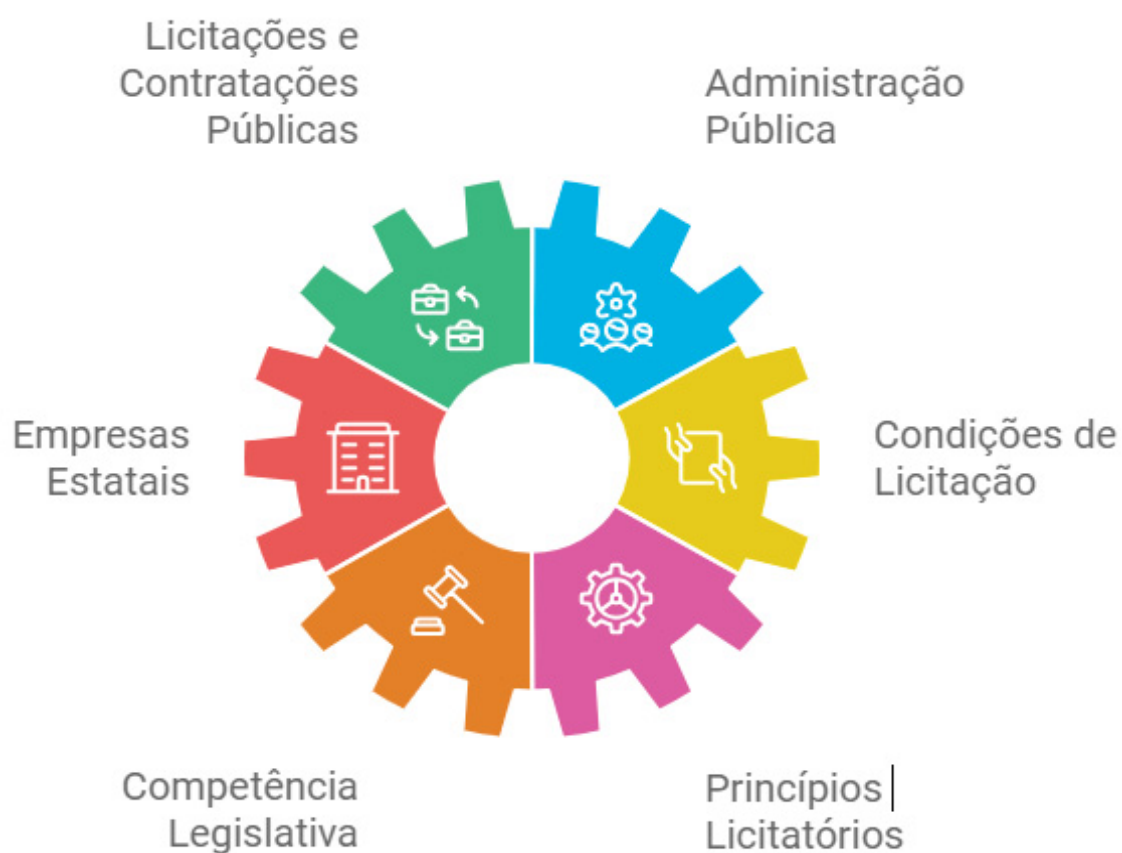 Licitações e
Contratações
Públicas
Administração
Pública
Empresas
Estatais
Condições de
Licitação
Competência
Legislativa
Princípios
Licitatórios